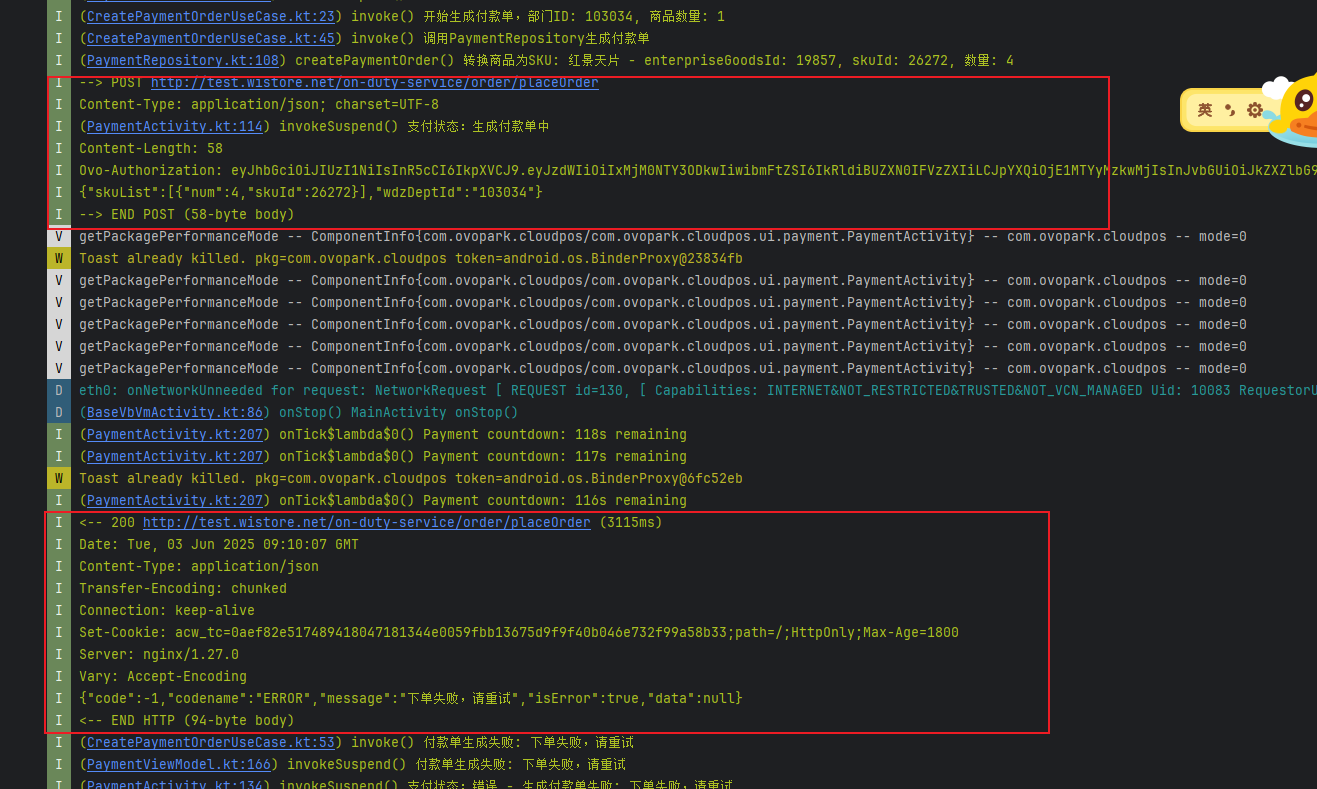 I (CreatePaymentOrderUseCase.kt:23) invoke() 开始生成付款单，部门ID: 103034, 商品数量: 1
I (CreatePaymentOrderUseCase.kt:45) invoke() 调用PaymentRepository生成付款单
I (PaymentRepository.kt:108) createPaymentOrder() 转换商品为SKU: 红景天片 - enterpriseGoodsId: 19857, skuId: 26272, 数量: 4
I --> POST http://test.wistore.net/on-duty-service/order/placeOrder
I Content-Type: application/json; charset=UTF-8
英
I (PaymentActivity.kt:114) invokeSuspend() 支付状态：生成付款单中
I Content-Length: 58
I Ovo-Authorization: eyJhbGciOiJIUzI1NiIsInR5cCI6IkpXVCJ9.eyJzdWIiOiIxMjM0NTY3ODkwIiwibmFtZSI6IkRldiBUZXN0IFVzZXIiLCJpYXQiOjE1MTYyMzkwMjIsInJvbGUiOiJkZXZlbG9
I {"skuList":[{"num":4,"skuId":26272}],"wdzDeptId":"103034"}
I --> END POST (58-byte body)
V getPackagePerformanceMode -- ComponentInfo{com.ovopark.cloudpos/com.ovopark.cloudpos.ui.payment.PaymentActivity} -- com.ovopark.cloudpos -- mode=0
W Toast already killed. pkg=com.ovopark.cloudpos token=android.os.BinderProxy@23834fb
V getPackagePerformanceMode -- ComponentInfo{com.ovopark.cloudpos/com.ovopark.cloudpos.ui.payment.PaymentActivity} -- com.ovopark.cloudpos -- mode=0
V getPackagePerformanceMode -- ComponentInfo{com.ovopark.cloudpos/com.ovopark.cloudpos.ui.payment.PaymentActivity} -- com.ovopark.cloudpos -- mode=0
V getPackagePerformanceMode -- ComponentInfo{com.ovopark.cloudpos/com.ovopark.cloudpos.ui.payment.PaymentActivity} -- com.ovopark.cloudpos -- mode=0
V getPackagePerformanceMode -- ComponentInfo{com.ovopark.cloudpos/com.ovopark.cloudpos.ui.payment.PaymentActivity} -- com.ovopark.cloudpos -- mode=0
V getPackagePerformanceMode -- ComponentInfo{com.ovopark.cloudpos/com.ovopark.cloudpos.ui.payment.PaymentActivity} -- com.ovopark.cloudpos -- mode=0
D eth0: onNetworkUnneeded for request: NetworkRequest [ REQUEST id=130, [ Capabilities: INTERNET&NOT_RESTRICTED&TRUSTED&NOT_VCN_MANAGED Uid: 10083 RequestorU
D (BaseVbVmActivity.kt:86) onStop() MainActivity onStop()
I (PaymentActivity.kt:207) onTick$lambda$0() Payment countdown: 118s remaining
I (PaymentActivity.kt:207) onTick$lambda$0() Payment countdown: 117s remaining
W Toast already killed. pkg=com.ovopark.cloudpos token=android.os.BinderProxy@6fc52eb
I (PaymentActivity.kt:207) onTick$lambda$0() Payment countdown: 116s remaining
I <-- 200 http://test.wistore.net/on-duty-service/order/placeOrder (3115ms)
I Date: Tue, 03 Jun 2025 09:10:07 GMT
I Content-Type: application/json
I Transfer-Encoding: chunked
I Connection: keep-alive
I Set-Cookie: acw_tc=0aef82e517489418047181344e0059fbb13675d9f9f40b046e732f99a58b33;path=/;HttpOnly;Max-Age=1800
I Server: nginx/1.27.0
I Vary: Accept-Encoding
I {"code":-1,"codename":"ERROR","message":"下单失败，请重试","isError":true,"data":null}
I <-- END HTTP (94-byte body)
I (CreatePaymentOrderUseCase.kt:53) invoke() 付款单生成失败: 下单失败，请重试
I (PaymentViewModel.kt:166) invokeSuspend() 付款单生成失败: 下单失败，请重试
I (PaymentActivity.kt:134) invokeSuspend() 支付状态：错误 - 生成付款单失败: 下单失败，请重试